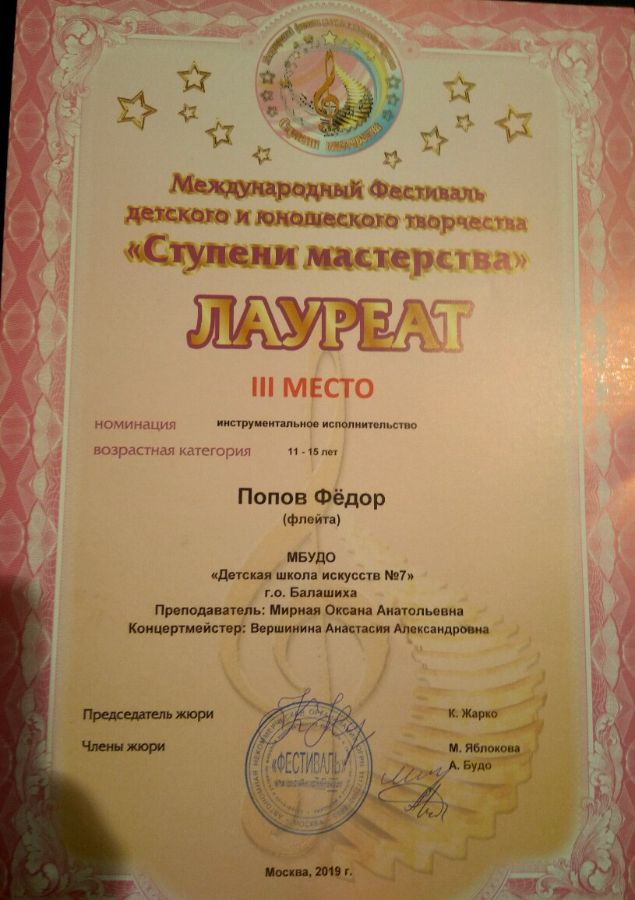 Ступени мастерства
Международный Фестиваль
детского и юношеского творчества
«Ступени мастерства»
ЛАУРЕАТ
III МЕСТО
номинация инструментальное исполнительство
возрастная категория 11 - 15 лет
Попов Фёдор
(флейта)
МБУДО
«Детская школа искусств №7»
г.о. Балашиха
Преподаватель: Мирная Оксана Анатольевна
Концертмейстер: Вершинина Анастасия Александровна
Председатель жюри К. Жарко
Члены жюри М. Яблокова
А. Будо
«ФЕСТИВАЛЬ»
Москва, 2019 г.